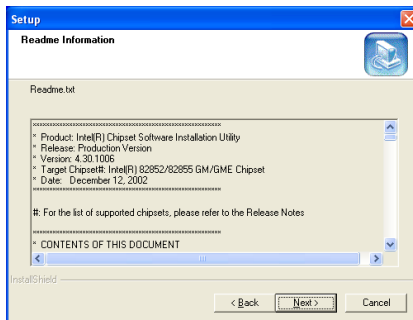 Setup
Readme Information
Readme.txt
************************************************************
* Product: Intel(R) Chipset Software Installation Utility
* Release: Production Version
* Version: 4.30.1006
* Target Chipset#: Intel(R) 82852/82855 GM/GME Chipset
* Date: December 12, 2002
************************************************************
#: For the list of supported chipsets, please refer to the Release Notes
************************************************************
* CONTENTS OF THIS DOCUMENT
InstallShield
< Back Next > Cancel